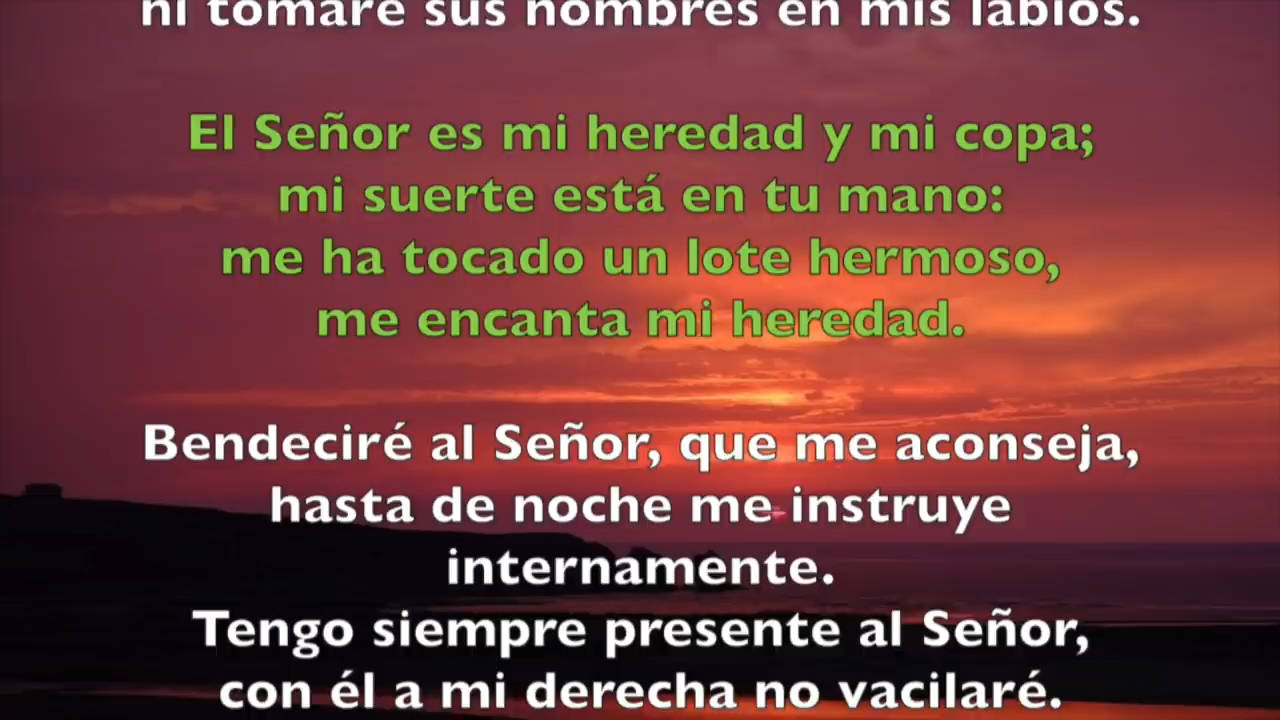 ni tomaré sus nombres en mis labios.
El Señor es mi heredad y mi copa;
mi suerte está en tu mano:
me ha tocado un lote hermoso,
me encanta mi heredad.
Bendeciré al Señor, que me aconseja,
hasta de noche me instruye
internamente.
Tengo siempre presente al Señor,
con él a mi derecha no vacilaré.